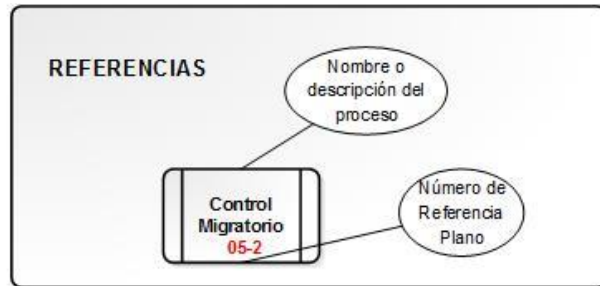 REFERENCIAS
Nombre o
descripción del
proceso
Control
Migratorio
05-2
Número de
Referencia
Plano